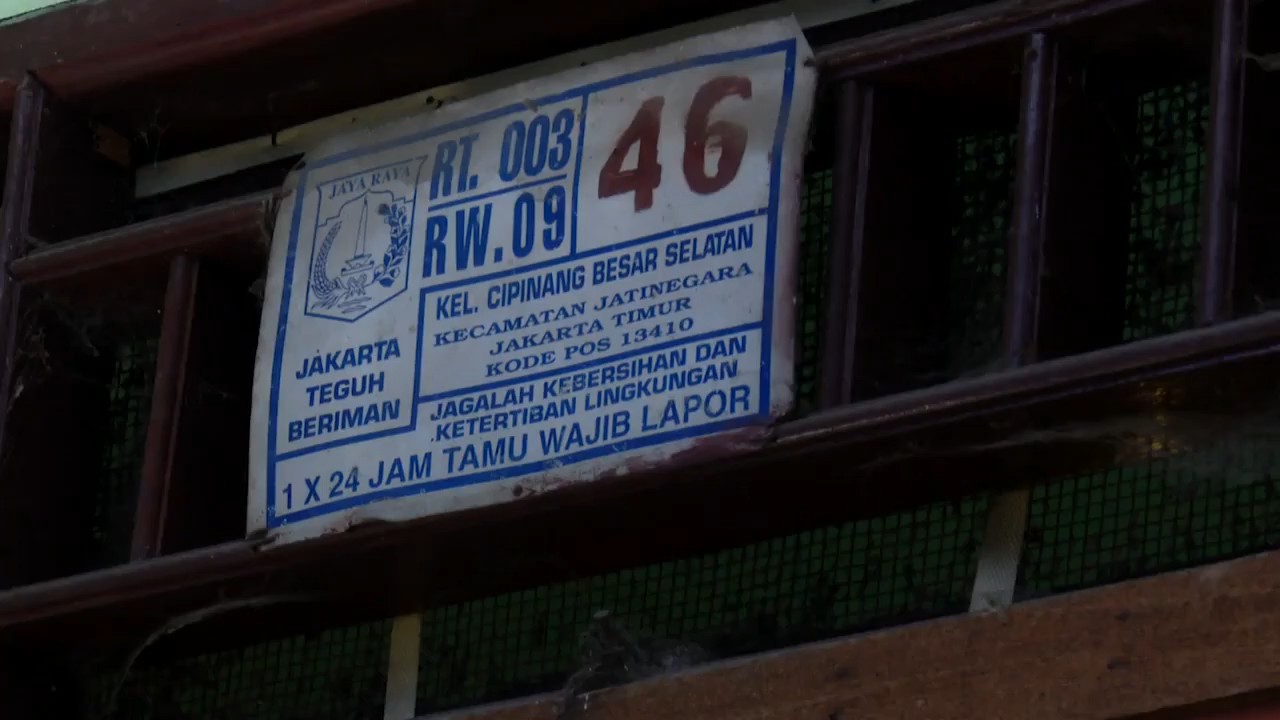 JAYA RAYA
RT. 003
RW. 09
46
JAKARTA
TEGUH
BERIMAN
KEL. CIPINANG BESAR SELATAN
KECAMATAN JATINEGARA
JAKARTA TIMUR
KODE POS 13410
JAGALAH KEBERSIHAN DAN
KETERTIBAN LINGKUNGAN
1 X 24 JAM TAMU WAJIB LAPOR